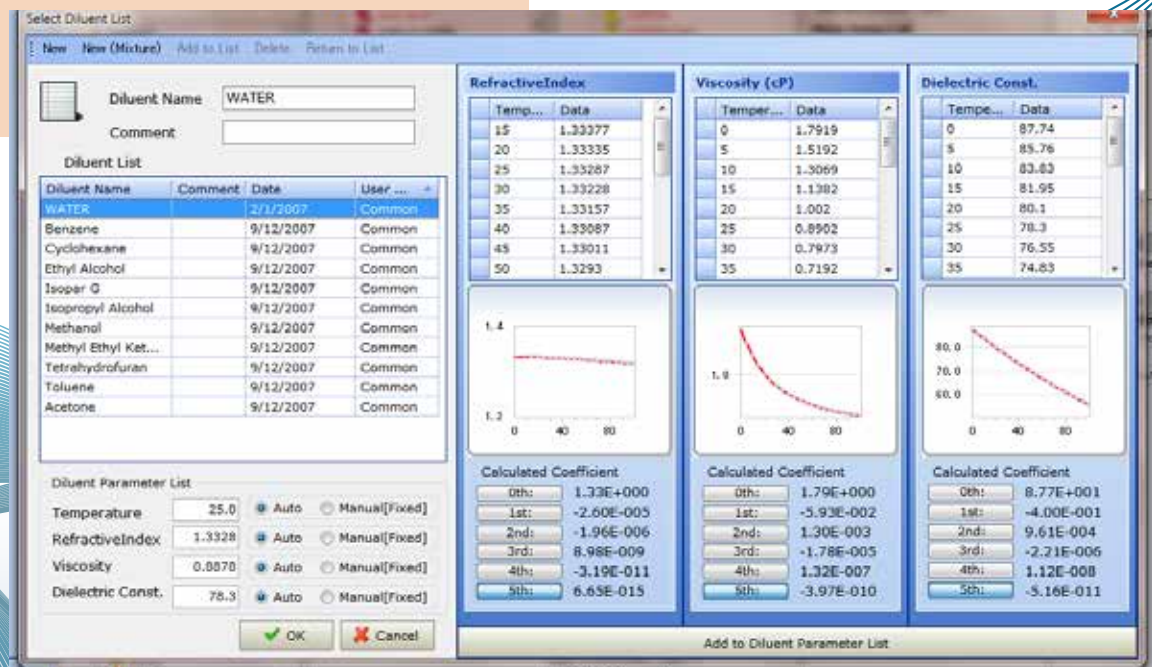 Select Diluent List
New New (Mixture) Add to List Delete Return to List
Diluent Name WATER
Comment
Diluent List
Diluent Name Comment Date User ...
WATER 2/1/2007 Common
Benzene 9/12/2007 Common
Cyclohexane 9/12/2007 Common
Ethyl Alcohol 9/12/2007 Common
Isopar G 9/12/2007 Common
Isopropyl Alcohol 9/12/2007 Common
Methanol 9/12/2007 Common
Methyl Ethyl Ket... 9/12/2007 Common
Tetrahydrofuran 9/12/2007 Common
Toluene 9/12/2007 Common
Acetone 9/12/2007 Common
Diluent Parameter List
Temperature 25.0 Auto Manual[Fixed]
RefractiveIndex 1.3328 Auto Manual[Fixed]
Viscosity 0.8878 Auto Manual[Fixed]
Dielectric Const. 78.3 Auto Manual[Fixed]
OK Cancel
RefractiveIndex
Temp... Data
15 1.33377
20 1.33335
25 1.33287
30 1.33228
35 1.33157
40 1.33087
45 1.33011
50 1.3293
1.4
1.2
0 40 80
Calculated Coefficient
0th: 1.33E+000
1st: -2.60E-005
2nd: -1.96E-006
3rd: 8.98E-009
4th: -3.19E-011
5th: 6.65E-015
Viscosity (cP)
Temper... Data
0 1.7919
5 1.5192
10 1.3069
15 1.1382
20 1.002
25 0.8902
30 0.7973
35 0.7192
1.0
0 40 80
Calculated Coefficient
0th: 1.79E+000
1st: -5.93E-002
2nd: 1.30E-003
3rd: -1.78E-005
4th: 1.32E-007
5th: -3.97E-010
Dielectric Const.
Tempe... Data
0 87.74
5 85.76
10 83.83
15 81.95
20 80.1
25 78.3
30 76.55
35 74.83
80.0
70.0
60.0
0 40 80
Calculated Coefficient
0th: 8.77E+001
1st: -4.00E-001
2nd: 9.61E-004
3rd: -2.21E-006
4th: 1.12E-008
5th: -5.16E-011
Add to Diluent Parameter List